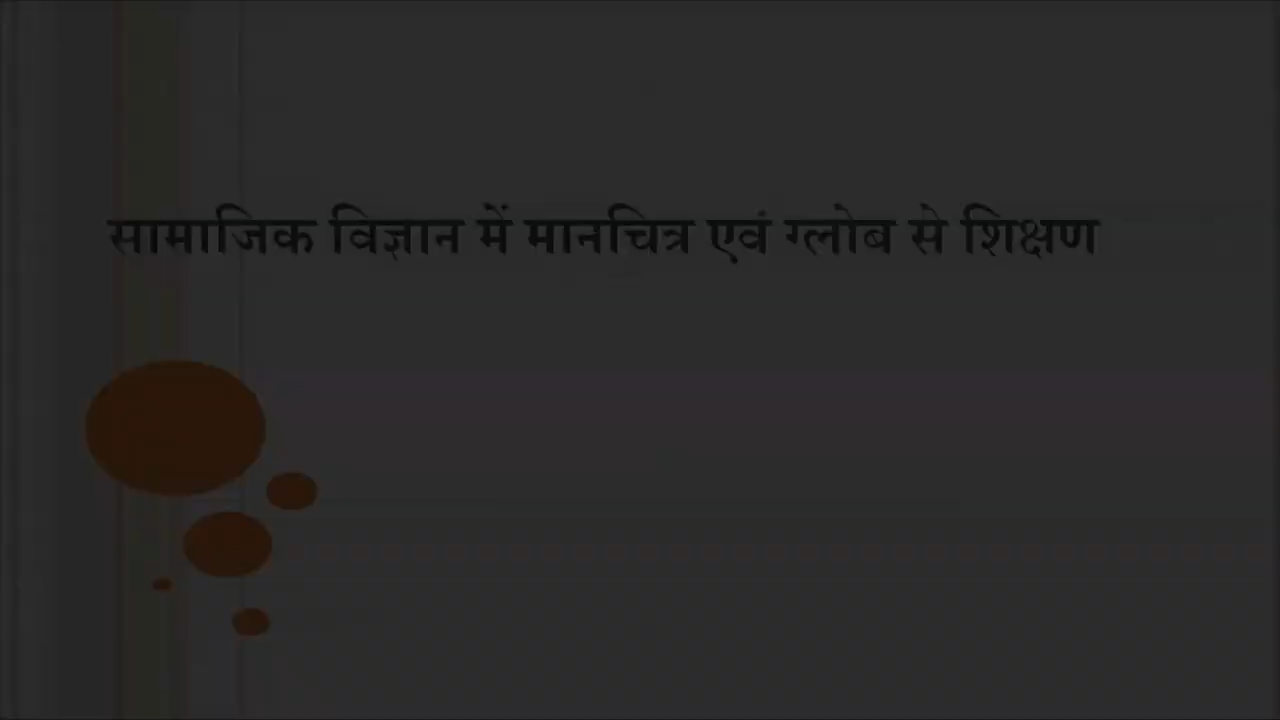 सामाजिक विज्ञान में मानचित्र एवं ग्लोब से शिक्षण